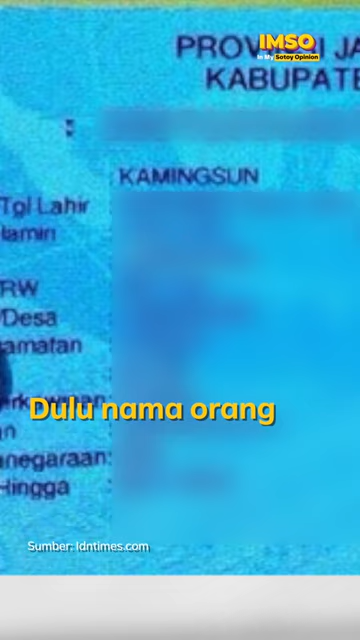 IMSO
In My Sotoy Opinion
PROVINSI JA
KABUPATE
KAMINGSUN
Tgl Lahir
lamin
RW
/Desa
amatan
Dulu nama orang
anegaraan:
Hingga
Sumber: Idntimes.com